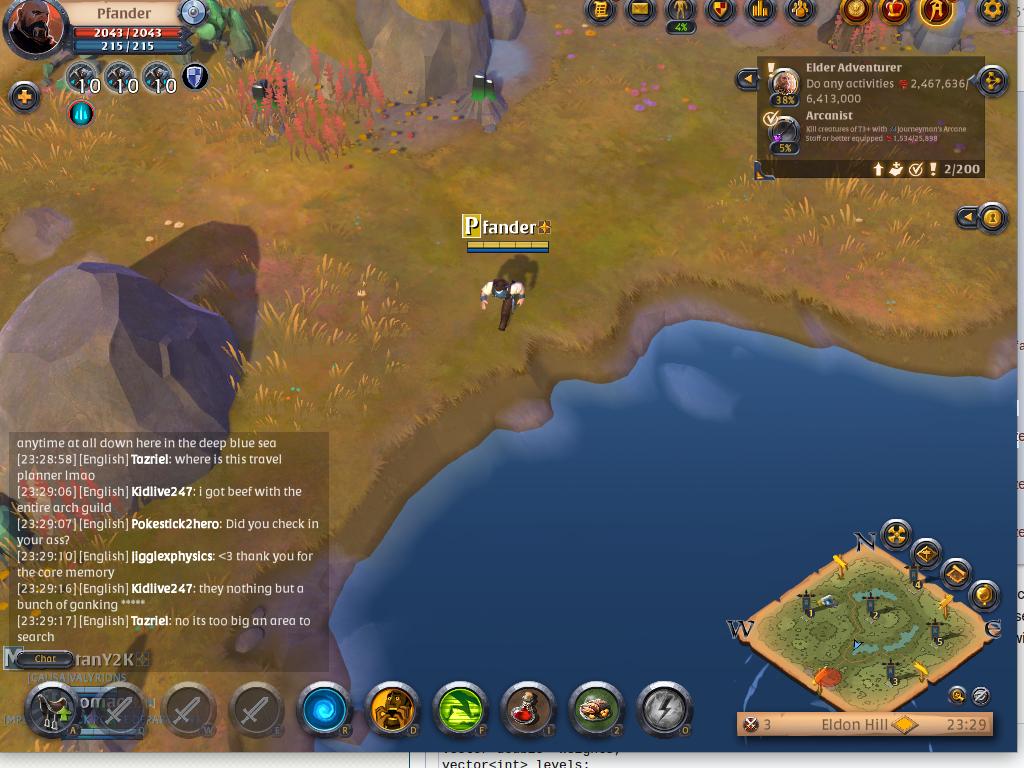 Pfander
2043/2043
215/215
10
10
10
4%
Elder Adventurer
Do any activities 2,467,636/
6,413,000
38%
Arcanist
Kill creatures of T3+ with Journeyman's Arcane
Staff or better equipped 1,534/25,898
5%
2/200
1
Pfander
anytime at all down here in the deep blue sea
[23:28:58][English] Tazriel: where is this travel
planner lmao
[23:29:06][English] Kidlive247: i got beef with the
entire arch guild
[23:29:07][English] Pokestick2hero: Did you check in
your ass?
[23:29:10][English] Jigglexphysics: <3 thank you for
the core memory
[23:29:16][English] Kidlive247: they nothing but a
bunch of ganking *****
[23:29:17][English] Tazriel: no its too big an area to
search
Chat
tanY2K
[CAUSA]VALYRIONS
A
Q
W
E
R
D
F
1
2
O
N
W
E
1
2
3
4
5
3
Eldon Hill
23:29
vector<int> levels;